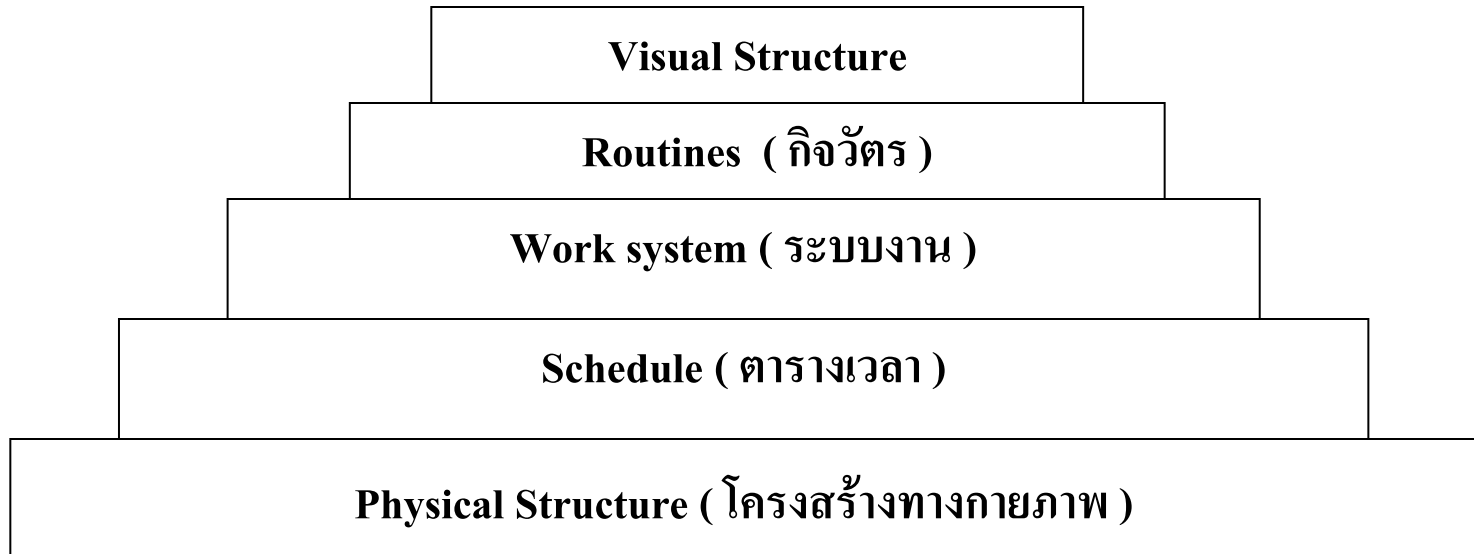 Visual Structure
Routines ( กิจวัตร )
Work system ( ระบบงาน )
Schedule ( ตารางเวลา )
Physical Structure ( โครงสร้างทางกายภาพ )